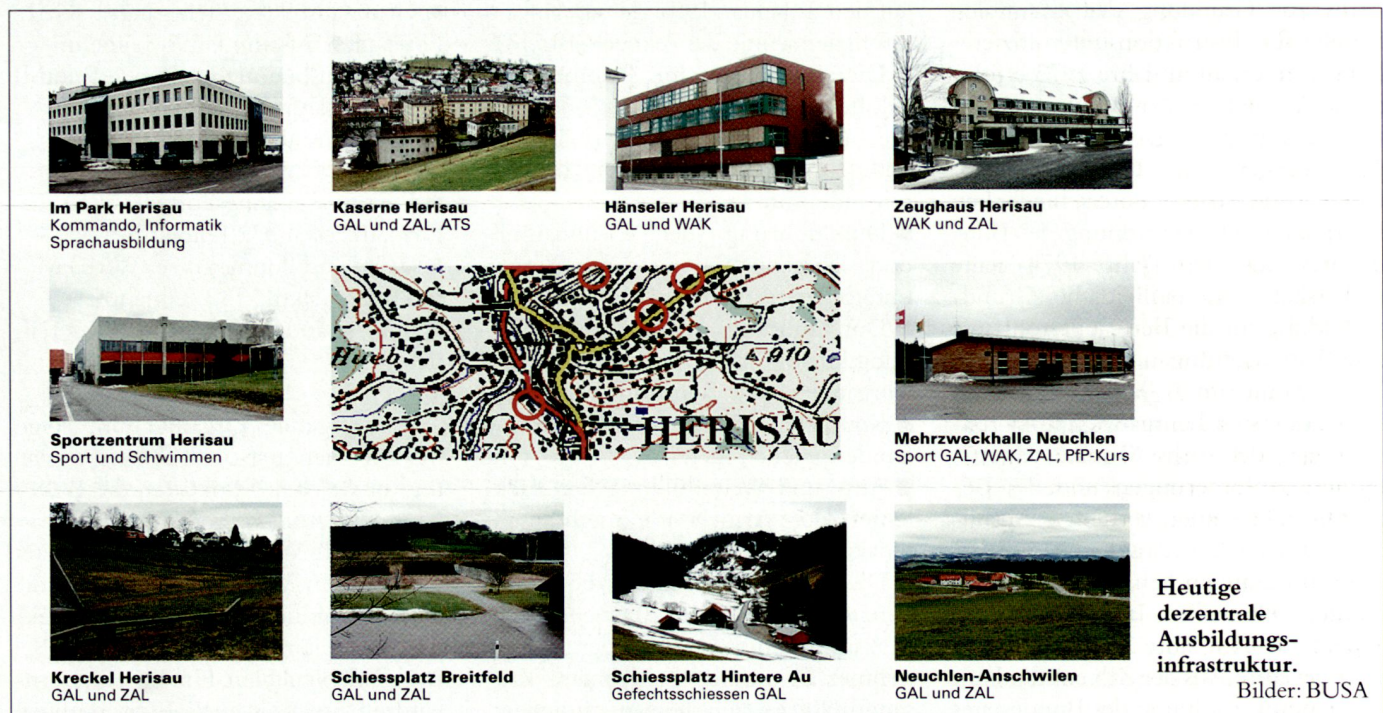 Im Park Herisau
Kommando, Informatik
Sprachausbildung
Kaserne Herisau
GAL und ZAL, ATS
Hänseler Herisau
GAL und WAK
Zeughaus Herisau
WAK und ZAL
Sportzentrum Herisau
Sport und Schwimmen
Hueb
910
771
HERISAU
Schloss
753
Mehrzweckhalle Neuchlen
Sport GAL, WAK, ZAL; PfP-Kurs
Kreckel Herisau
GAL und ZAL
Schiessplatz Breitfeld
GAL und ZAL
Schiessplatz Hintere Au
Gefechtsschiessen GAL
Neuchlen-Anschwilen
GAL und ZAL
Heutige
dezentrale
Ausbildungs-
infrastruktur.
Bilder: BUSA